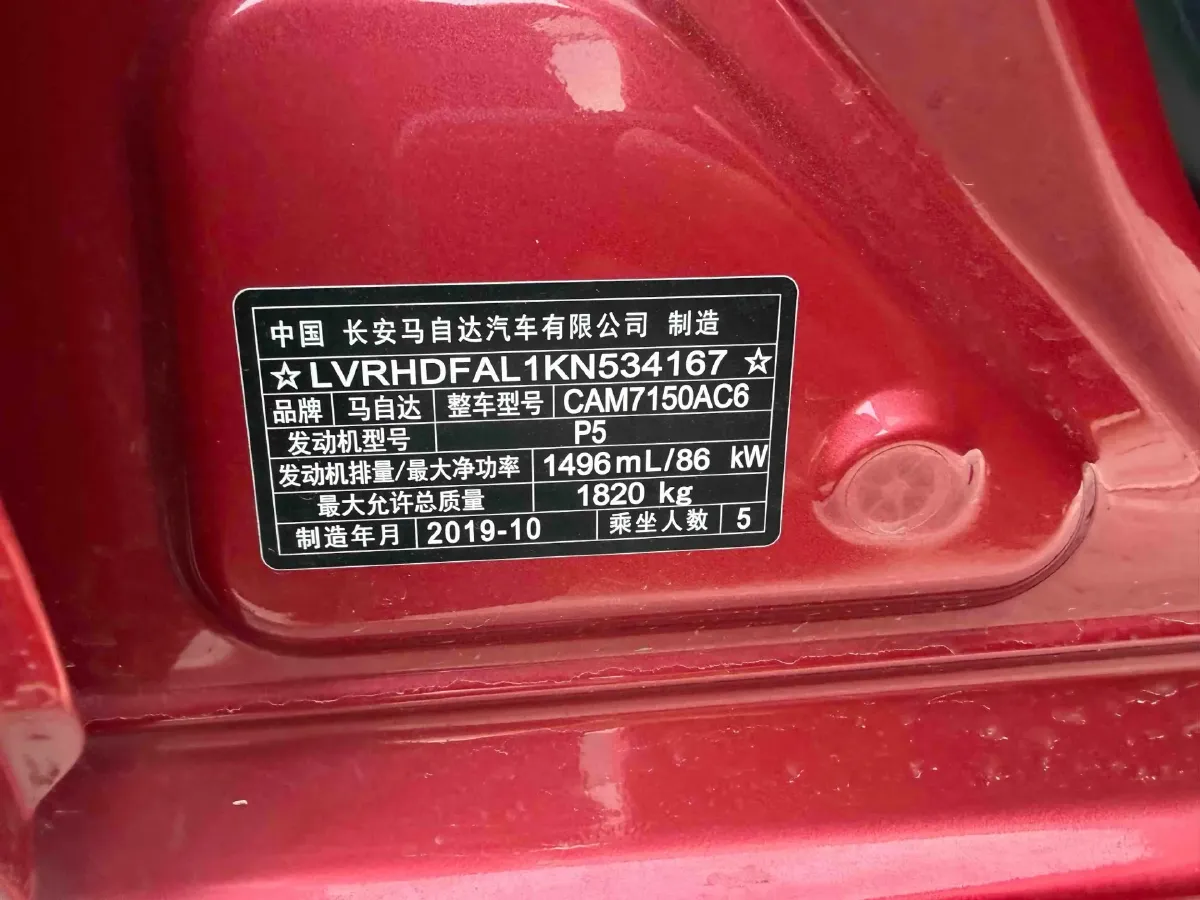 中国 长安马自达汽车有限公司 制造
☆LVRHDFAL1KN534167☆
品牌 马自达 整车型号 CAM7150AC6
发动机型号 P5
发动机排量/最大净功率 1496mL/86 kW
最大允许总质量 1820 kg
制造年月 2019-10 乘坐人数 5